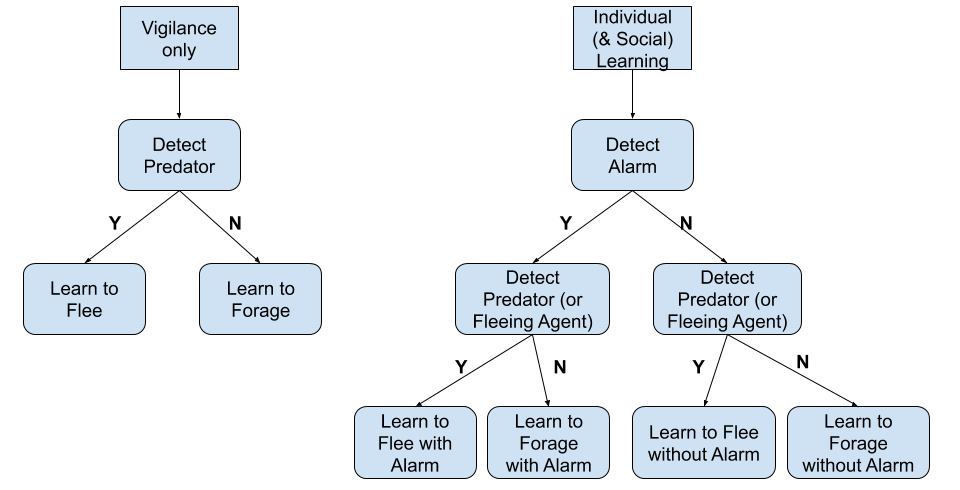 Vigilance
only
Detect
Predator
Y
N
Learn to
Flee
Learn to
Forage
Individual
(& Social)
Learning
Detect
Alarm
Y
N
Detect
Predator (or
Fleeing Agent)
Detect
Predator (or
Fleeing Agent)
Y
N
Y
N
Learn to
Flee with
Alarm
Learn to
Forage
with Alarm
Learn to Flee
without Alarm
Learn to
Forage
without Alarm